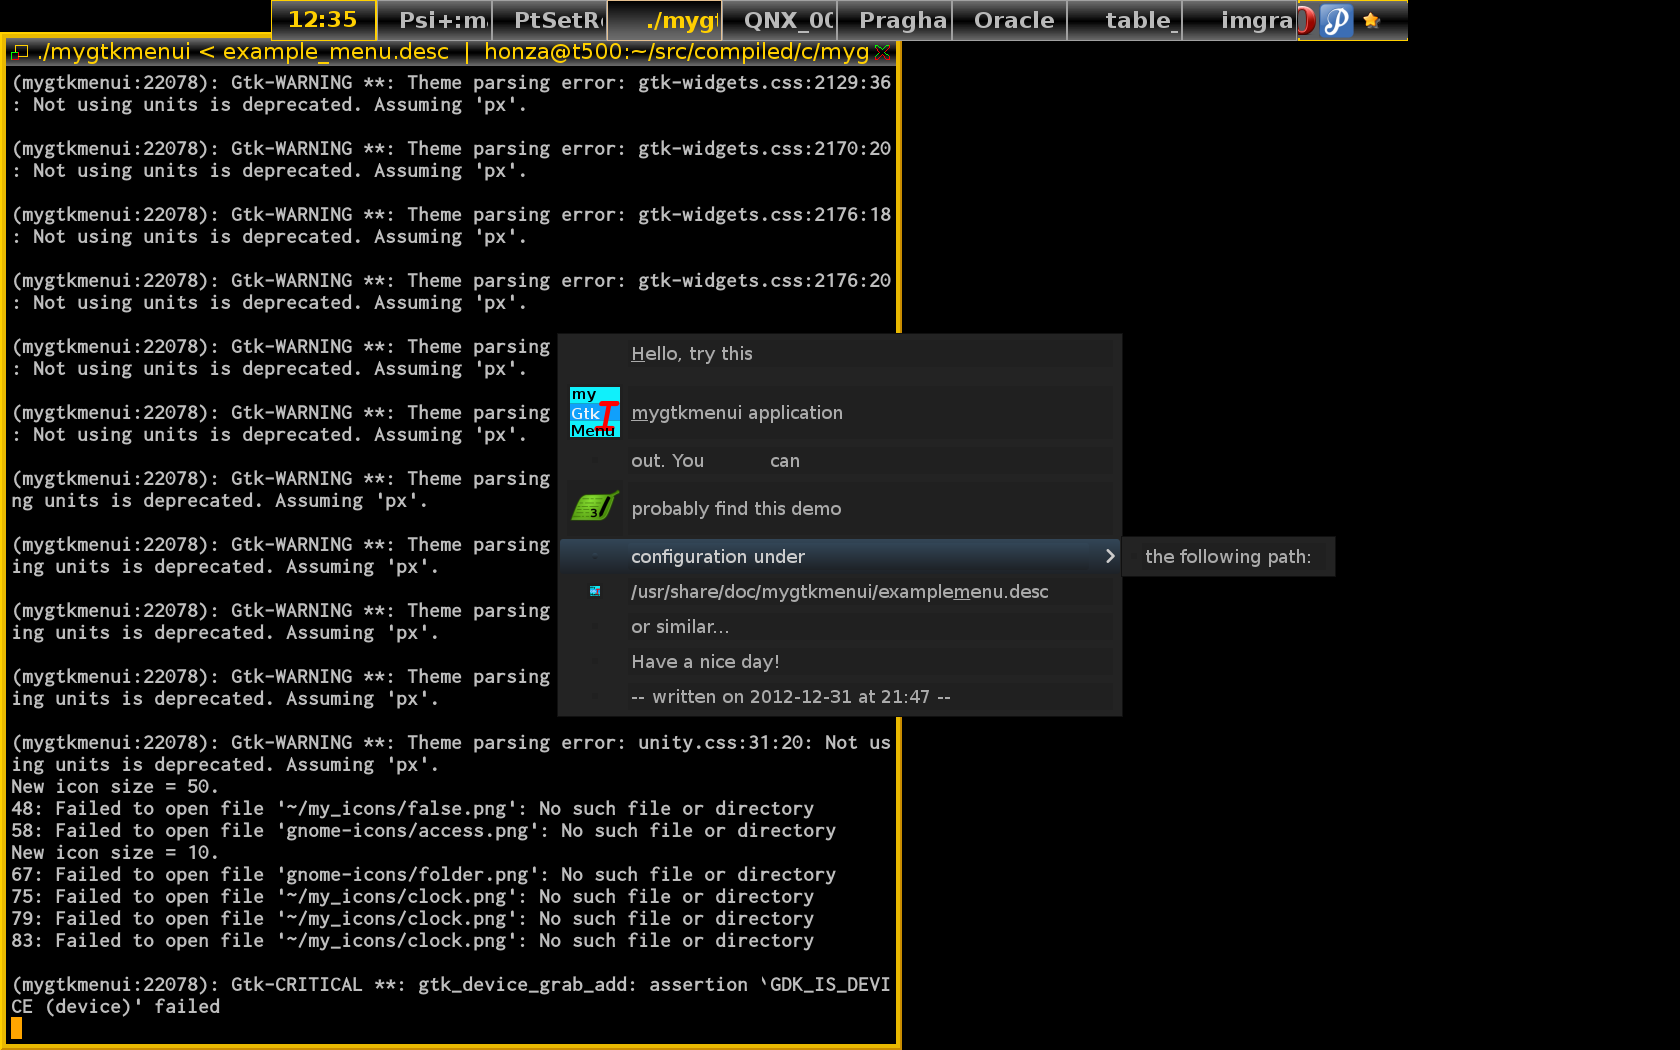 12:35
Psi+:m
PtSetR
./myg
QNX_0
Pragha
Oracle
table_
imgra
./mygtkmenui < example_menu.desc | honza@t500:~/src/compiled/c/myg
(mygtkmenui:22078): Gtk-WARNING **: Theme parsing error: gtk-widgets.css:2129:36
: Not using units is deprecated. Assuming 'px'.
(mygtkmenui:22078): Gtk-WARNING **: Theme parsing error: gtk-widgets.css:2170:20
: Not using units is deprecated. Assuming 'px'.
(mygtkmenui:22078): Gtk-WARNING **: Theme parsing error: gtk-widgets.css:2176:18
: Not using units is deprecated. Assuming 'px'.
(mygtkmenui:22078): Gtk-WARNING **: Theme parsing error: gtk-widgets.css:2176:20
: Not using units is deprecated. Assuming 'px'.
(mygtkmenui:22078): Gtk-WARNING **: Theme parsing
: Not using units is deprecated. Assuming 'px'.
(mygtkmenui:22078): Gtk-WARNING **: Theme parsing
: Not using units is deprecated. Assuming 'px'.
(mygtkmenui:22078): Gtk-WARNING **: Theme parsing
ng units is deprecated. Assuming 'px'.
(mygtkmenui:22078): Gtk-WARNING **: Theme parsing
ing units is deprecated. Assuming 'px'.
(mygtkmenui:22078): Gtk-WARNING **: Theme parsing
ing units is deprecated. Assuming 'px'.
(mygtkmenui:22078): Gtk-WARNING **: Theme parsing
ing units is deprecated. Assuming 'px'.
(mygtkmenui:22078): Gtk-WARNING **: Theme parsing error: unity.css:31:20: Not us
ing units is deprecated. Assuming 'px'.
New icon size = 50.
48: Failed to open file '~/my_icons/false.png': No such file or directory
58: Failed to open file 'gnome-icons/access.png': No such file or directory
New icon size = 10.
67: Failed to open file 'gnome-icons/folder.png': No such file or directory
75: Failed to open file '~/my_icons/clock.png': No such file or directory
79: Failed to open file '~/my_icons/clock.png': No such file or directory
83: Failed to open file '~/my_icons/clock.png': No such file or directory
(mygtkmenui:22078): Gtk-CRITICAL **: gtk_device_grab_add: assertion `GDK_IS_DEVI
CE (device)' failed
Hello, try this
my
Gtk I
Menu
mygtkmenui application
out. You can
3
probably find this demo
configuration under
the following path:
/usr/share/doc/mygtkmenui/examplemenu.desc
or similar...
Have a nice day!
-- written on 2012-12-31 at 21:47 --